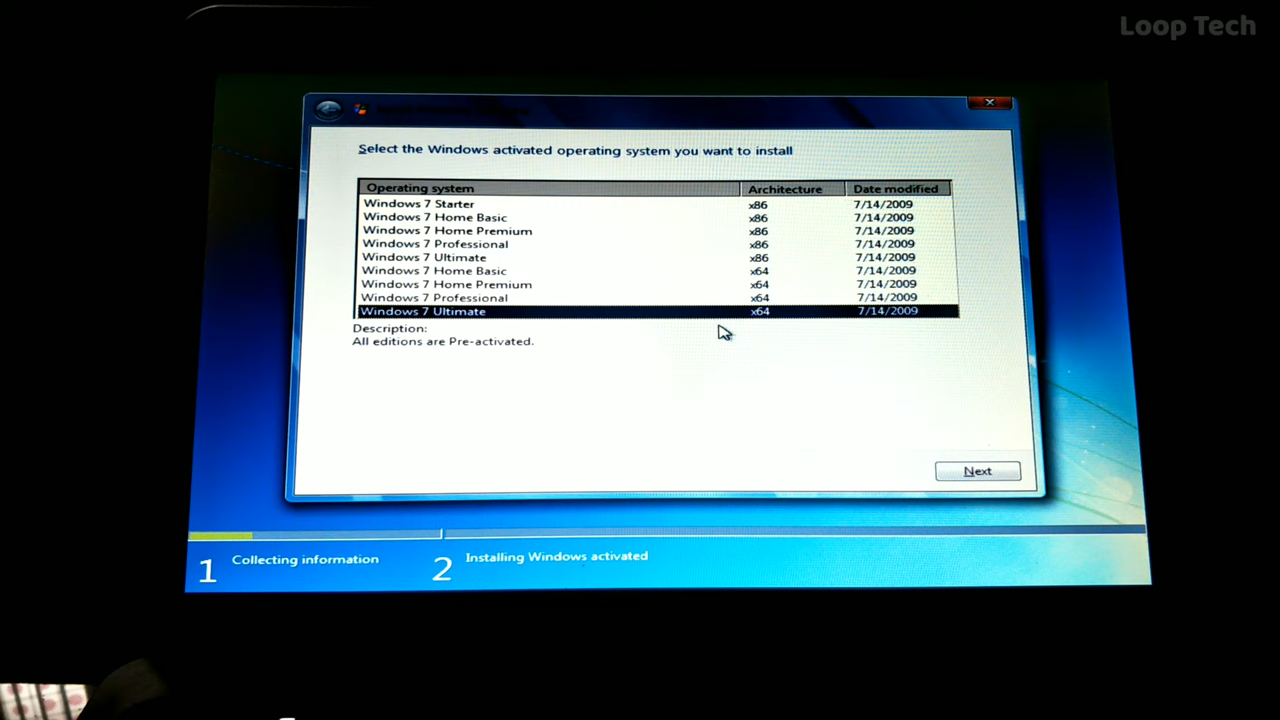 Loop Tech
Select the Windows activated operating system you want to install
Operating system Architecture Date modified
Windows 7 Starter x86 7/14/2009
Windows 7 Home Basic x86 7/14/2009
Windows 7 Home Premium x86 7/14/2009
Windows 7 Professional x86 7/14/2009
Windows 7 Ultimate x86 7/14/2009
Windows 7 Home Basic x64 7/14/2009
Windows 7 Home Premium x64 7/14/2009
Windows 7 Professional x64 7/14/2009
Windows 7 Ultimate x64 7/14/2009
Description:
All editions are Pre-activated.
Next
1 Collecting information 2 Installing Windows activated